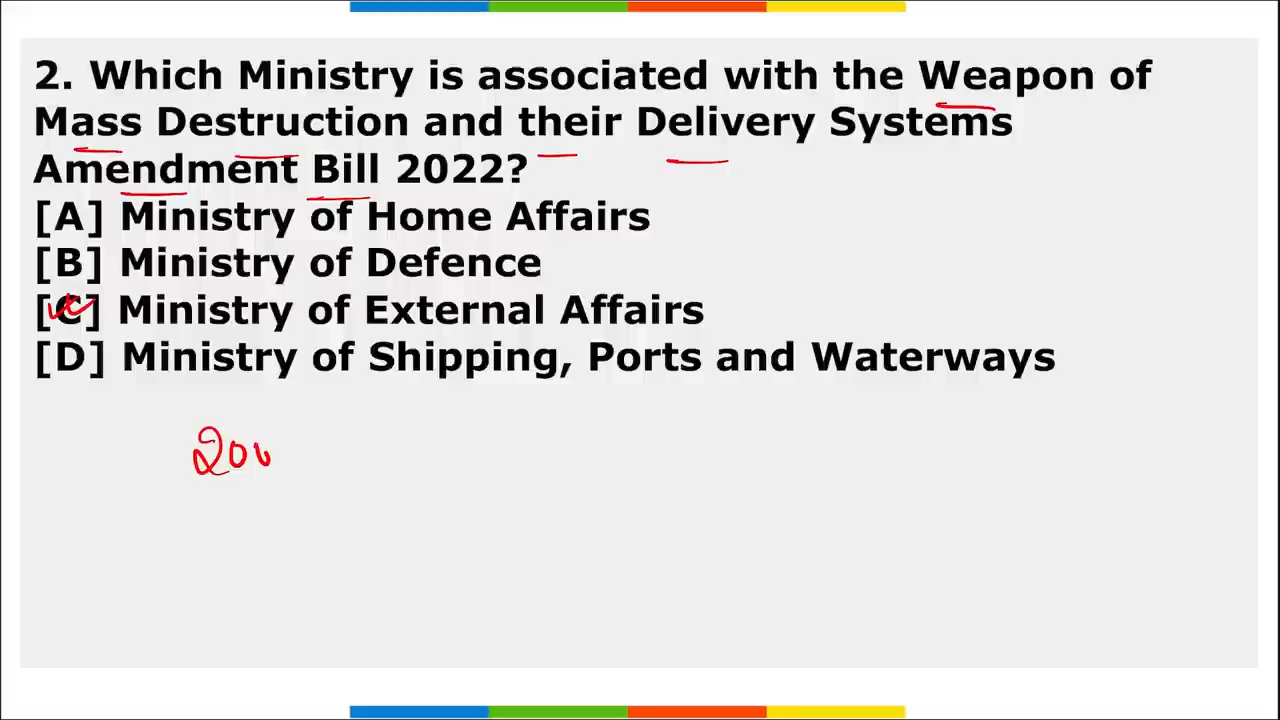 2. Which Ministry is associated with the Weapon of
Mass Destruction and their Delivery Systems
Amendment Bill 2022?
[A] Ministry of Home Affairs
[B] Ministry of Defence
[C] Ministry of External Affairs
[D] Ministry of Shipping, Ports and Waterways